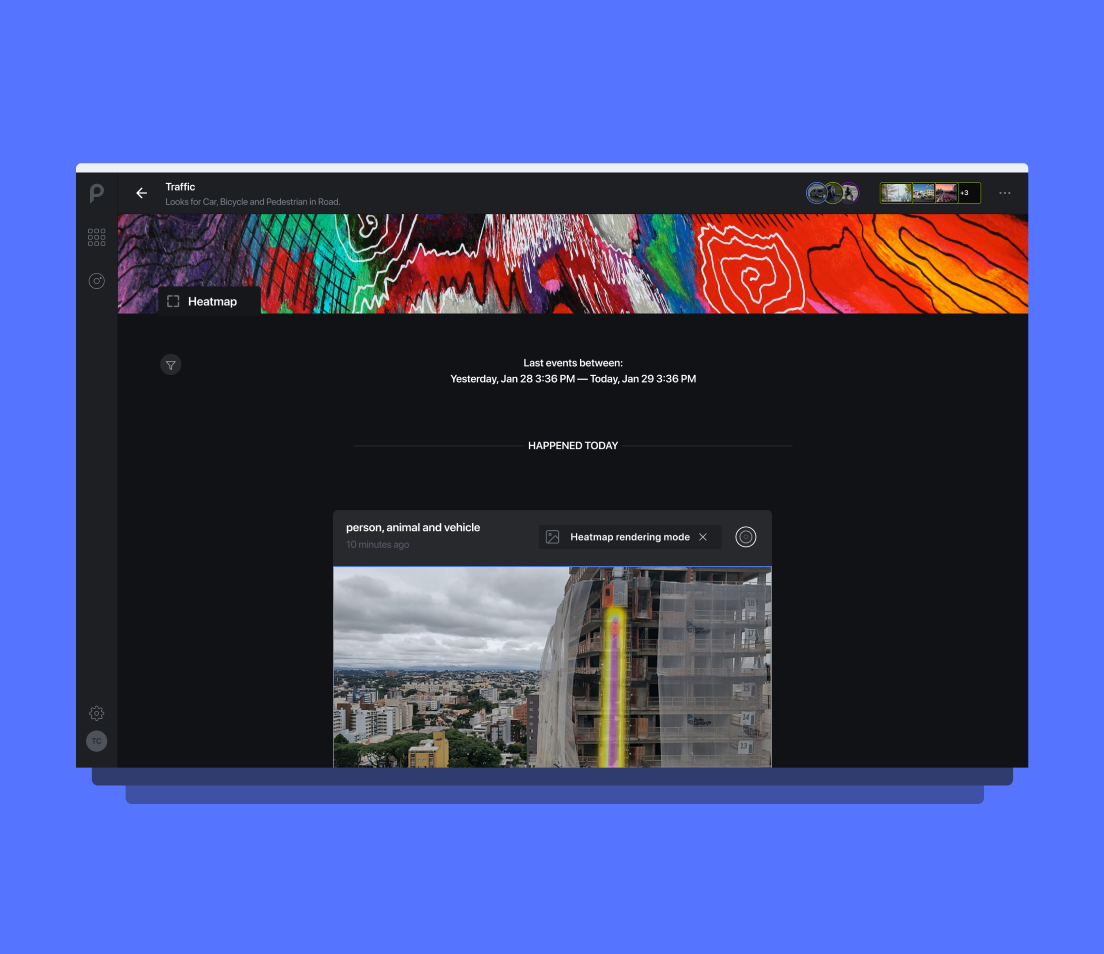 Traffic
Looks for Car, Bicycle and Pedestrian in Road.
+3
Heatmap
Last events between:
Yesterday, Jan 28 3:36 PM — Today, Jan 29 3:36 PM
HAPPENED TODAY
person, animal and vehicle
10 minutes ago
Heatmap rendering mode
TC